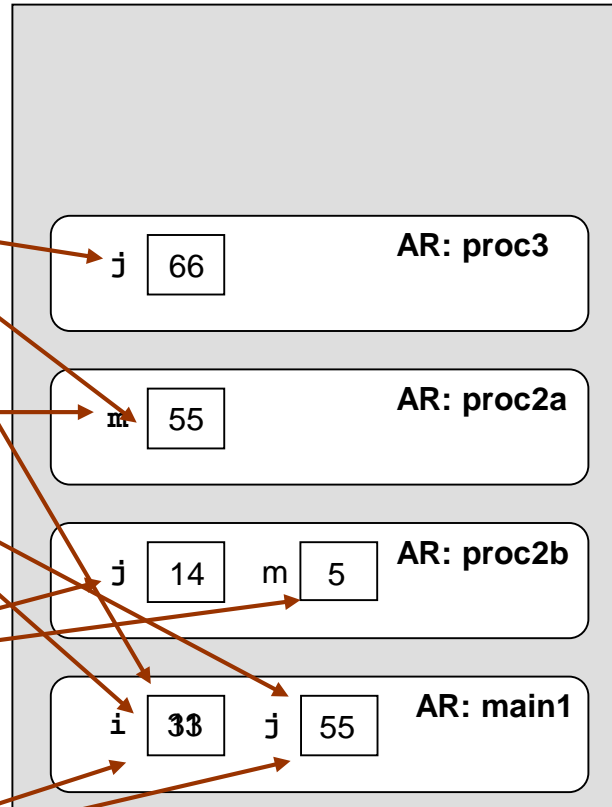 AR: proc3
j 66
AR: proc2a
m 55
AR: proc2b
j 14 m 5
AR: main1
i j 55